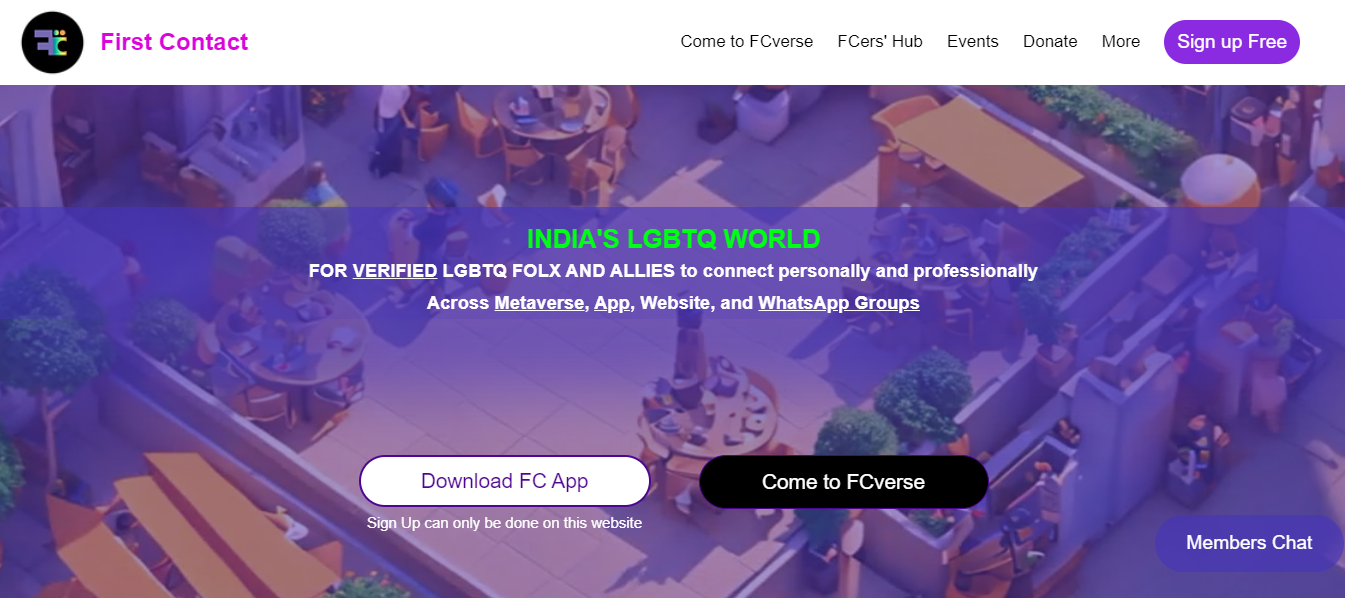 FC
First Contact
Come to FCverse
FCers' Hub
Events
Donate
More
Sign up Free
INDIA'S LGBTQ WORLD
FOR VERIFIED LGBTQ FOLX AND ALLIES to connect personally and professionally
Across Metaverse, App, Website, and WhatsApp Groups
Download FC App
Come to FCverse
Sign Up can only be done on this website
Members Chat